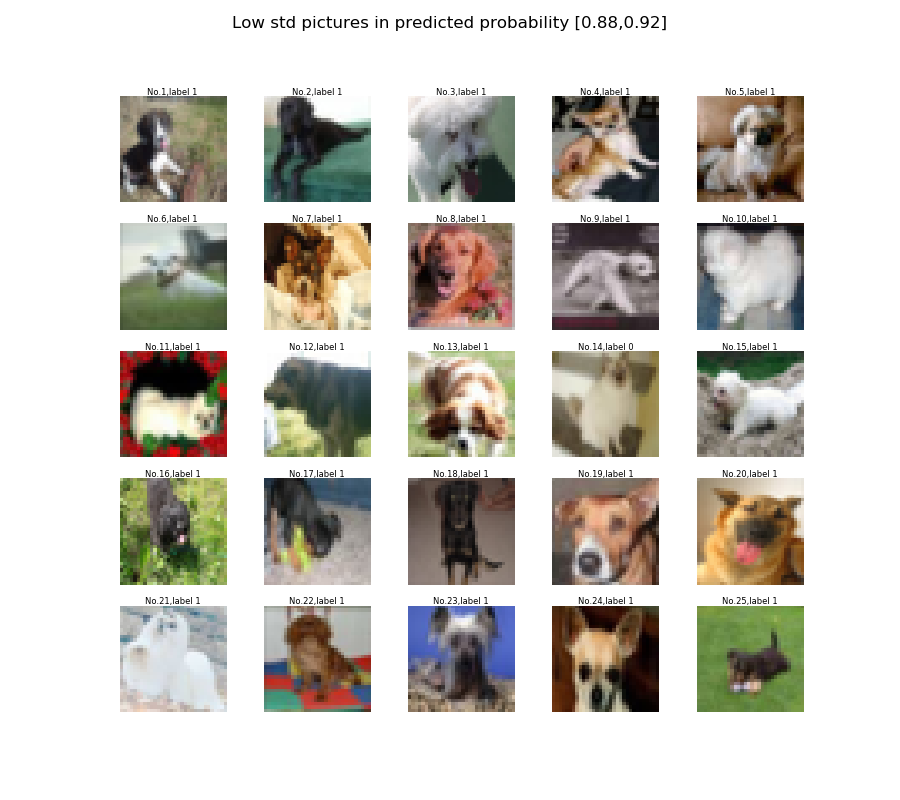 Low std pictures in predicted probability [0.88,0.92]
No.1,label 1
No.2,label 1
No.3,label 1
No.4,label 1
No.5,label 1
No.6,label 1
No.7,label 1
No.8,label 1
No.9,label 1
No.10,label 1
No.11,label 1
No.12,label 1
No.13,label 1
No.14,label 0
No.15,label 1
No.16,label 1
No.17,label 1
No.18,label 1
No.19,label 1
No.20,label 1
No.21,label 1
No.22,label 1
No.23,label 1
No.24,label 1
No.25,label 1